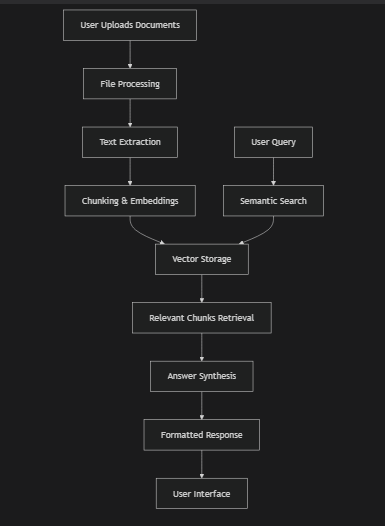 User Uploads Documents
File Processing
Text Extraction
User Query
Chunking & Embeddings
Semantic Search
Vector Storage
Relevant Chunks Retrieval
Answer Synthesis
Formatted Response
User Interface